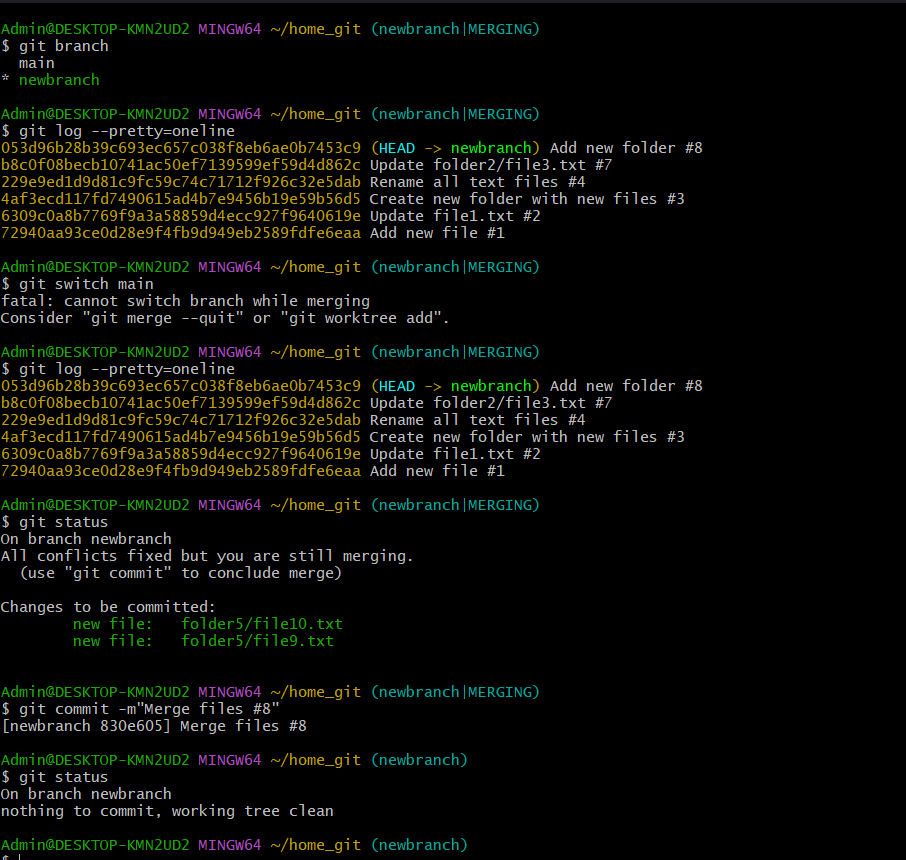 Admin@DESKTOP-KMN2UD2 MINGW64 ~/home_git (newbranch|MERGING)
$ git branch
  main
* newbranch

Admin@DESKTOP-KMN2UD2 MINGW64 ~/home_git (newbranch|MERGING)
$ git log --pretty=oneline
053d96b28b39c693ec657c038f8eb6ae0b7453c9 (HEAD -> newbranch) Add new folder #8
b8c0f08becb10741ac50ef7139599ef59d4d862c Update folder2/file3.txt #7
229e9ed1d9d81c9fc59c74c71712f926c32e5dab Rename all text files #4
4af3ecd117fd7490615ad4b7e9456b19e59b56d5 Create new folder with new files #3
6309c0a8b7769f9a3a58859d4ecc927f9640619e Update file1.txt #2
72940aa93ce0d28e9f4fb9d949eb2589fdfe6eaa Add new file #1

Admin@DESKTOP-KMN2UD2 MINGW64 ~/home_git (newbranch|MERGING)
$ git switch main
fatal: cannot switch branch while merging
Consider "git merge --quit" or "git worktree add".

Admin@DESKTOP-KMN2UD2 MINGW64 ~/home_git (newbranch|MERGING)
$ git log --pretty=oneline
053d96b28b39c693ec657c038f8eb6ae0b7453c9 (HEAD -> newbranch) Add new folder #8
b8c0f08becb10741ac50ef7139599ef59d4d862c Update folder2/file3.txt #7
229e9ed1d9d81c9fc59c74c71712f926c32e5dab Rename all text files #4
4af3ecd117fd7490615ad4b7e9456b19e59b56d5 Create new folder with new files #3
6309c0a8b7769f9a3a58859d4ecc927f9640619e Update file1.txt #2
72940aa93ce0d28e9f4fb9d949eb2589fdfe6eaa Add new file #1

Admin@DESKTOP-KMN2UD2 MINGW64 ~/home_git (newbranch|MERGING)
$ git status
On branch newbranch
All conflicts fixed but you are still merging.
  (use "git commit" to conclude merge)

Changes to be committed:
        new file:   folder5/file10.txt
        new file:   folder5/file9.txt

Admin@DESKTOP-KMN2UD2 MINGW64 ~/home_git (newbranch|MERGING)
$ git commit -m"Merge files #8"
[newbranch 830e605] Merge files #8

Admin@DESKTOP-KMN2UD2 MINGW64 ~/home_git (newbranch)
$ git status
On branch newbranch
nothing to commit, working tree clean

Admin@DESKTOP-KMN2UD2 MINGW64 ~/home_git (newbranch)
$